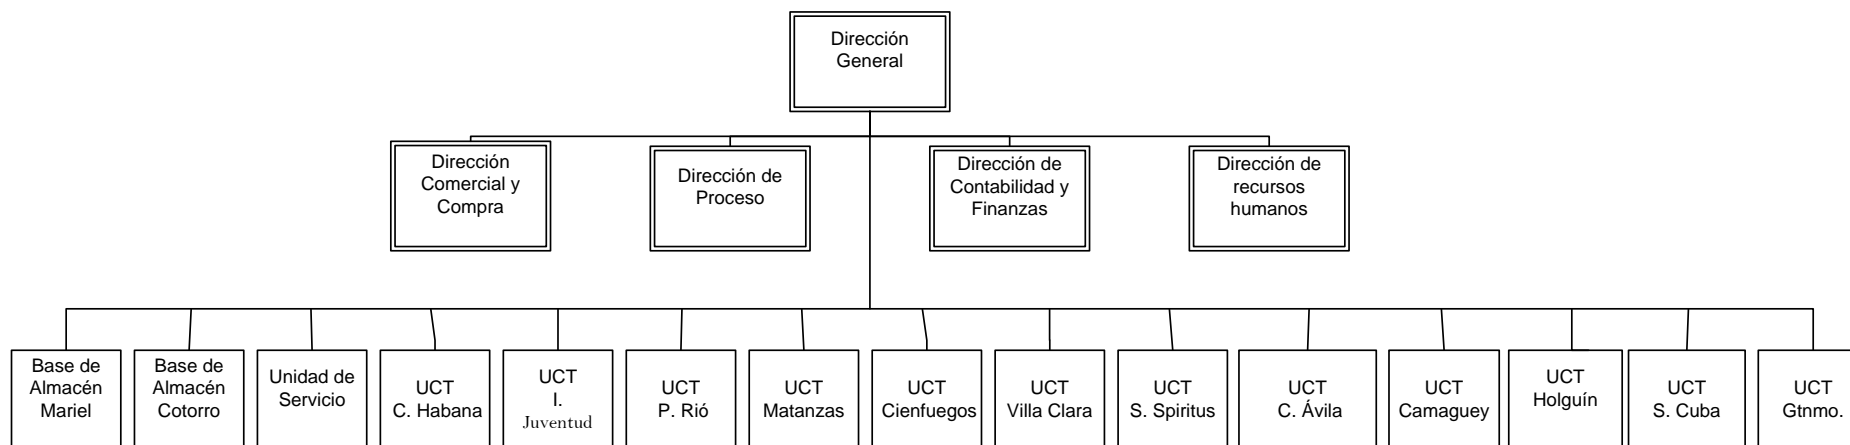 Dirección
General
Dirección
Comercial y
Compra
Dirección de
Proceso
Dirección de
Contabilidad y
Finanzas
Dirección de
recursos
humanos
Base de
Almacén
Mariel
Base de
Almacén
Cotorro
Unidad de
Servicio
UCT
C. Habana
UCT
I.
Juventud
UCT
P. Rió
UCT
Matanzas
UCT
Cienfuegos
UCT
Villa Clara
UCT
S. Spiritus
UCT
C. Ávila
UCT
Camaguey
UCT
Holguín
UCT
S. Cuba
UCT
Gtnmo.